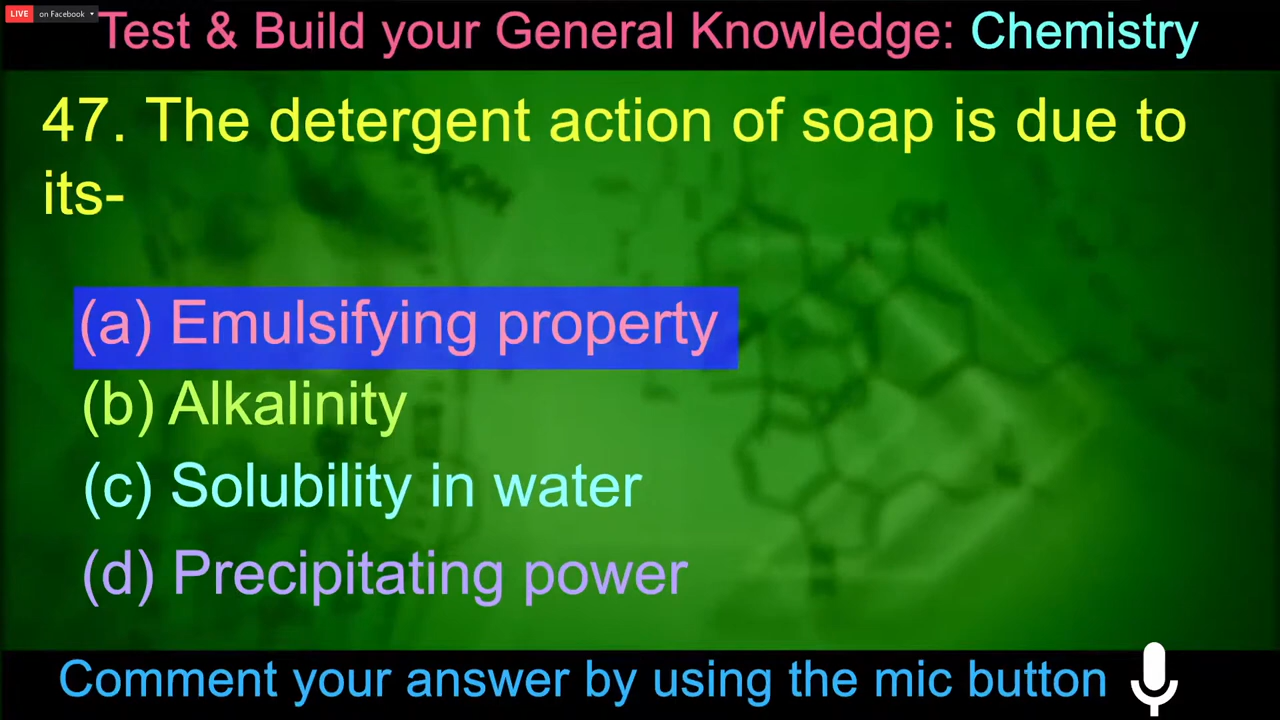 LIVE on Facebook
Test & Build your General Knowledge: Chemistry
47. The detergent action of soap is due to
its-
(a) Emulsifying property
(b) Alkalinity
(c) Solubility in water
(d) Precipitating power
Comment your answer by using the mic button